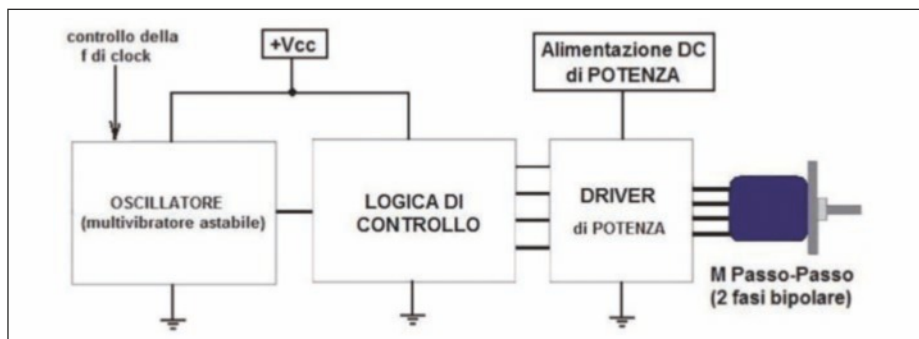 controllo della
f di clock
+Vcc
Alimentazione DC
di POTENZA
OSCILLATORE
(multivibratore astabile)
LOGICA DI
CONTROLLO
DRIVER
di POTENZA
M Passo-Passo
(2 fasi bipolare)